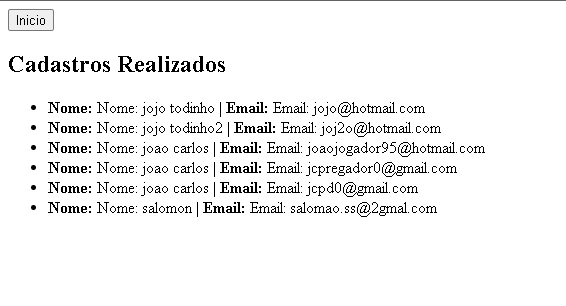 Inicio
Cadastros Realizados
• Nome: Nome: jojo todinho | Email: Email: jojo@hotmail.com
• Nome: Nome: jojo todinho2 | Email: Email: joj2o@hotmail.com
• Nome: Nome: joao carlos | Email: Email: joaojogador95@hotmail.com
• Nome: Nome: joao carlos | Email: Email: jcpregador0@gmail.com
• Nome: Nome: joao carlos | Email: Email: jcpd0@gmail.com
• Nome: Nome: salomon | Email: Email: salomao.ss@2gmal.com